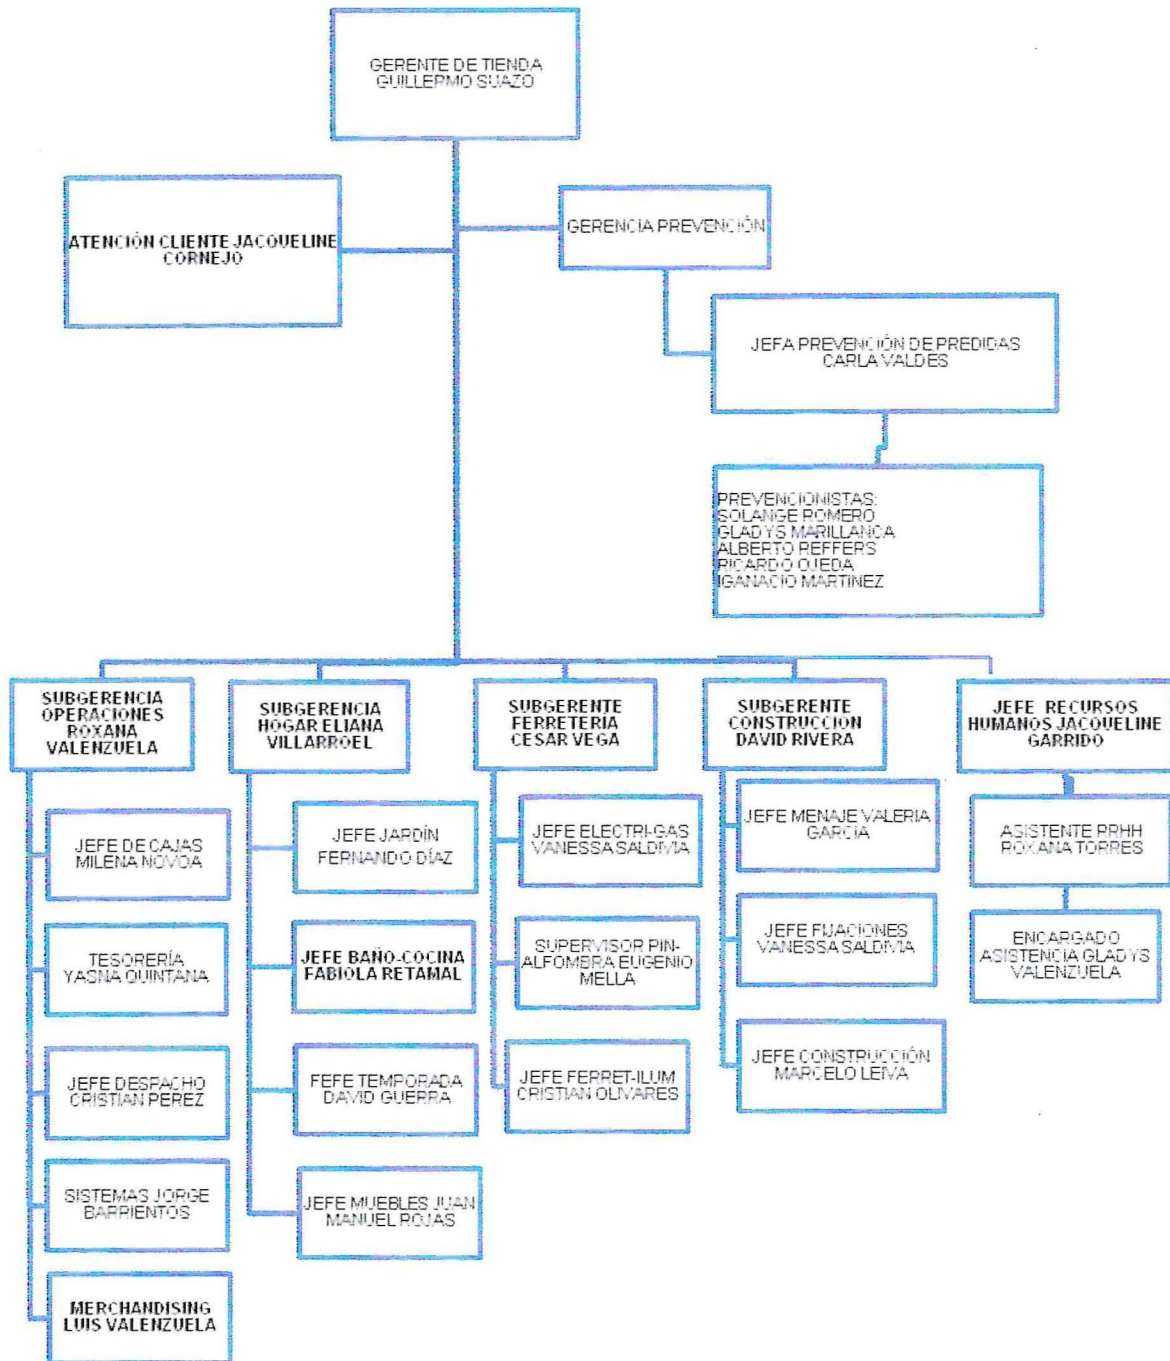 GERENTE DE TIENDA
GUILLERMO SUAZO
ATENCIÓN CLIENTE JACQUELINE
CORNEJO
GERENCIA PREVENCIÓN
JEFA PREVENCIÓN DE PREDIDAS
CARLA VALDES
PREVENCIONISTAS:
SOLANGE ROMERO
GLADYS MARILLANCA
ALBERTO REFFERS
RICARDO OJEDA
IGANACIO MARTINEZ
SUBGERENCIA
OPERACIONES
ROXANA
VALENZUELA
JEFE DE CAJAS
MILENA NOVOA
TESORERÍA
YASNA QUINTANA
JEFE DESPACHO
CRISTIAN PEREZ
SISTEMAS JORGE
BARRIENTOS
MERCHANDISING
LUIS VALENZUELA
SUBGERENCIA
HOGAR ELIANA
VILLARROEL
JEFE JARDÍN
FERNANDO DÍAZ
JEFE BAÑO-COCINA
FABIOLA RETAMAL
FEFE TEMPORADA
DAVID GUERRA
JEFE MUEBLES JUAN
MANUEL ROJAS
SUBGERENTE
FERRETERIA
CESAR VEGA
JEFE ELECTRI-GAS
VANESSA SALDIVIA
SUPERVISOR PIN-
ALFOMBRA EUGENIO
MELLA
JEFE FERRET-ILUM
CRISTIAN OLIVARES
SUBGERENTE
CONSTRUCCION
DAVID RIVERA
JEFE MENAJE VALERIA
GARCIA
JEFE FIJACIONES
VANESSA SALDIVIA
JEFE CONSTRUCCIÓN
MARCELO LEIVA
JEFE RECURSOS
HUMANOS JACQUELINE
GARRIDO
ASISTENTE RRHH
ROXANA TORRES
ENCARGADO
ASISTENCIA GLADYS
VALENZUELA